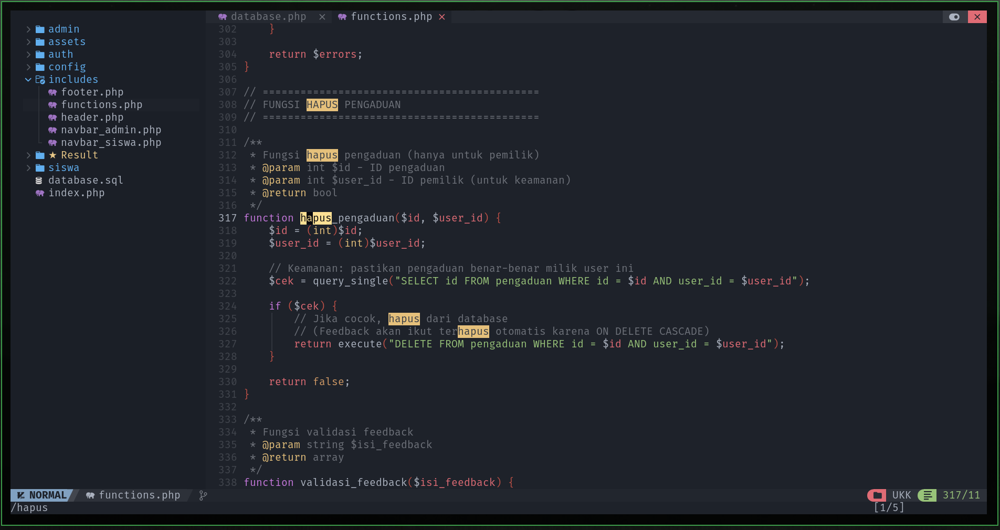 database.php × functions.php ×
admin
assets
auth
config
includes
footer.php
functions.php
header.php
navbar_admin.php
navbar_siswa.php
★ Result
siswa
database.sql
index.php
302     }
303
304     return $errors;
305 }
306
307 // ============================================
308 // FUNGSI HAPUS PENGADUAN
309 // ============================================
310
311 /**
312  * Fungsi hapus pengaduan (hanya untuk pemilik)
313  * @param int $id - ID pengaduan
314  * @param int $user_id - ID pemilik (untuk keamanan)
315  * @return bool
316  */
317 function hapus_pengaduan($id, $user_id) {
318     $id = (int)$id;
319     $user_id = (int)$user_id;
320
321     // Keamanan: pastikan pengaduan benar-benar milik user ini
322     $cek = query_single("SELECT id FROM pengaduan WHERE id = $id AND user_id = $user_id");
323
324     if ($cek) {
325         // Jika cocok, hapus dari database
326         // (Feedback akan ikut terhapus otomatis karena ON DELETE CASCADE)
327         return execute("DELETE FROM pengaduan WHERE id = $id AND user_id = $user_id");
328     }
329
330     return false;
331 }
332
333 /**
334  * Fungsi validasi feedback
335  * @param string $isi_feedback
336  * @return array
337  */
338 function validasi_feedback($isi_feedback) {
NORMAL functions.php UKK 317/11
/hapus [1/5]